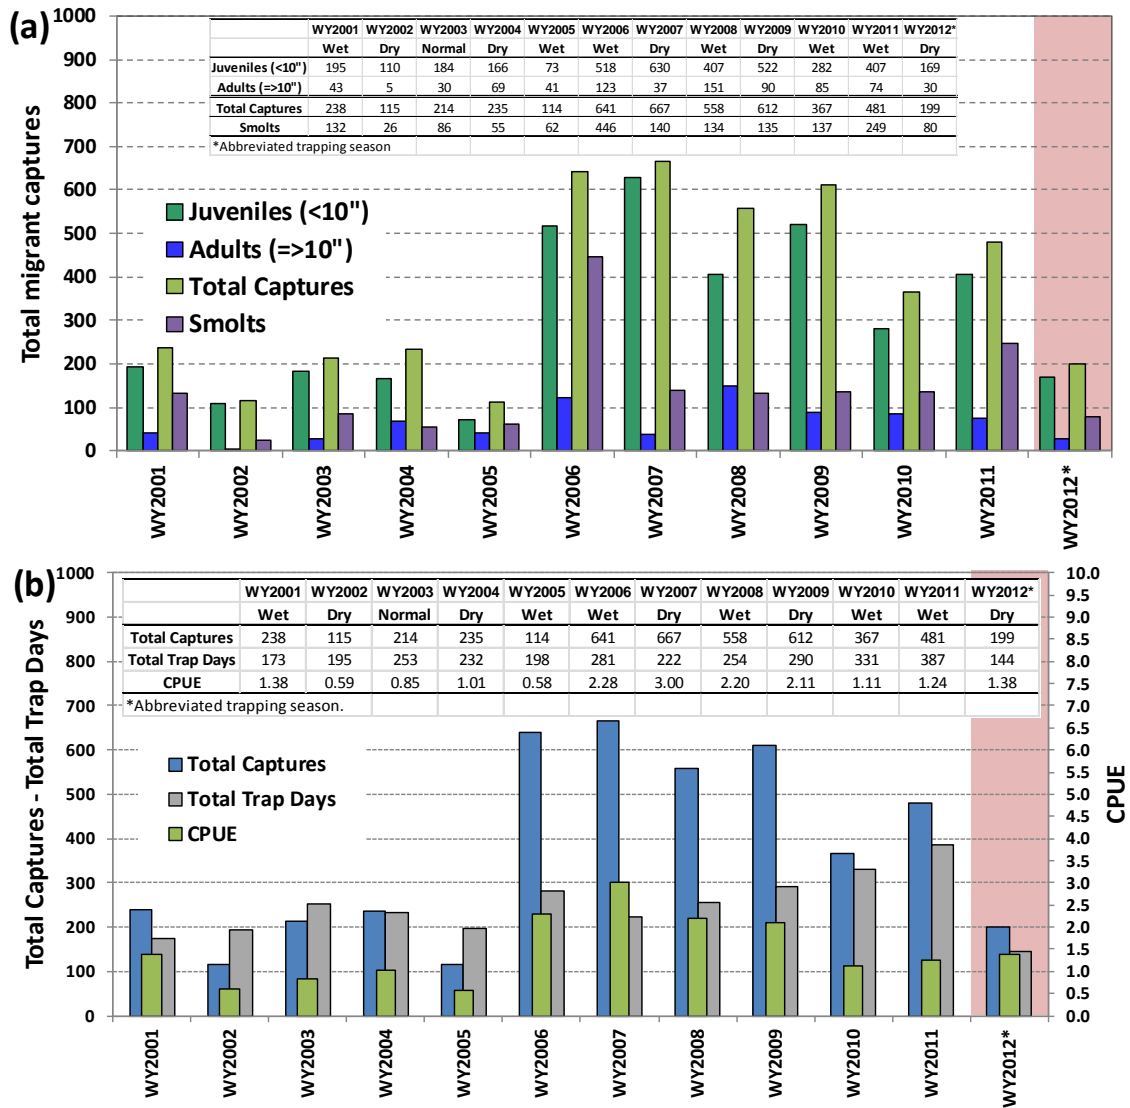 (a)
Total migrant captures
1000
900
800
700
600
500
400
300
200
100
0
WY2001 WY2002 WY2003 WY2004 WY2005 WY2006 WY2007 WY2008 WY2009 WY2010 WY2011 WY2012*
Wet Dry Normal Dry Wet Wet Dry Wet Dry Wet Wet Dry
Juveniles (<10") 195 110 184 166 73 518 630 407 522 282 407 169
Adults (=>10") 43 5 30 69 41 123 37 151 90 85 74 30
Total Captures 238 115 214 235 114 641 667 558 612 367 481 199
Smolts 132 26 86 55 62 446 140 134 135 137 249 80
*Abbreviated trapping season
Juveniles (<10")
Adults (=>10")
Total Captures
Smolts
WY2001 WY2002 WY2003 WY2004 WY2005 WY2006 WY2007 WY2008 WY2009 WY2010 WY2011 WY2012*
(b)
Total Captures - Total Trap Days
1000
900
800
700
600
500
400
300
200
100
0
WY2001 WY2002 WY2003 WY2004 WY2005 WY2006 WY2007 WY2008 WY2009 WY2010 WY2011 WY2012*
Wet Dry Normal Dry Wet Wet Dry Wet Dry Wet Wet Dry
Total Captures 238 115 214 235 114 641 667 558 612 367 481 199
Total Trap Days 173 195 253 232 198 281 222 254 290 331 387 144
CPUE 1.38 0.59 0.85 1.01 0.58 2.28 3.00 2.20 2.11 1.11 1.24 1.38
*Abbreviated trapping season.
Total Captures
Total Trap Days
CPUE
10.0
9.5
9.0
8.5
8.0
7.5
7.0
6.5
6.0
5.5
5.0
4.5
4.0
3.5
3.0
2.5
2.0
1.5
1.0
0.5
0.0
CPUE
WY2001 WY2002 WY2003 WY2004 WY2005 WY2006 WY2007 WY2008 WY2009 WY2010 WY2011 WY2012*